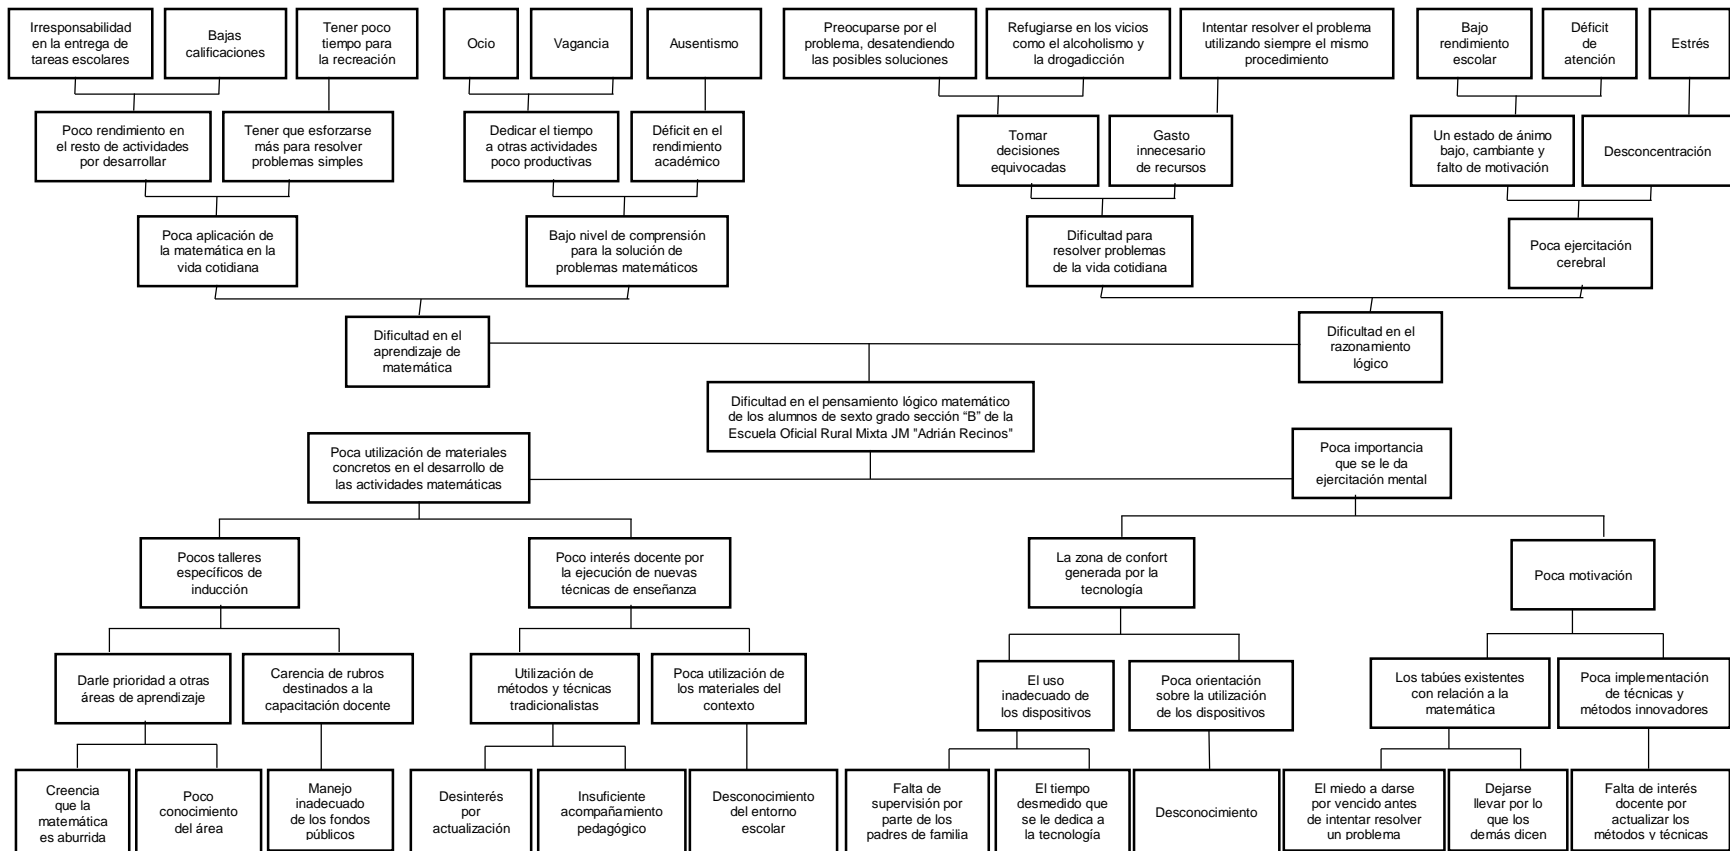 Irresponsabilidad
en la entrega de
tareas escolares
Bajas
calificaciones
Tener poco
tiempo para
la recreación
Ocio
Vagancia
Ausentismo
Preocuparse por el
problema, desatendiendo
las posibles soluciones
Refugiarse en los vicios
como el alcoholismo y
la drogadicción
Intentar resolver el problema
utilizando siempre el mismo
procedimiento
Bajo
rendimiento
escolar
Déficit
de
atención
Estrés
Poco rendimiento en
el resto de actividades
por desarrollar
Tener que esforzarse
más para resolver
problemas simples
Dedicar el tiempo
a otras actividades
poco productivas
Déficit en el
rendimiento
académico
Tomar
decisiones
equivocadas
Gasto
innecesario
de recursos
Un estado de ánimo
bajo, cambiante y
falto de motivación
Desconcentración
Poca aplicación de
la matemática en la
vida cotidiana
Bajo nivel de comprensión
para la solución de
problemas matemáticos
Dificultad para
resolver problemas
de la vida cotidiana
Poca ejercitación
cerebral
Dificultad en el
aprendizaje de
matemática
Dificultad en el
razonamiento
lógico
Dificultad en el pensamiento lógico matemático
de los alumnos de sexto grado sección “B” de la
Escuela Oficial Rural Mixta JM "Adrián Recinos"
Poca utilización de materiales
concretos en el desarrollo de
las actividades matemáticas
Poca importancia
que se le da
ejercitación mental
Pocos talleres
específicos de
inducción
Poco interés docente por
la ejecución de nuevas
técnicas de enseñanza
La zona de confort
generada por la
tecnología
Poca motivación
Darle prioridad a otras
áreas de aprendizaje
Carencia de rubros
destinados a la
capacitación docente
Utilización de
métodos y técnicas
tradicionalistas
Poca utilización de
los materiales del
contexto
El uso
inadecuado de
los dispositivos
Poca orientación
sobre la utilización
de los dispositivos
Los tabúes existentes
con relación a la
matemática
Poca implementación
de técnicas y
métodos innovadores
Creencia
que la
matemática
es aburrida
Poco
conocimiento
del área
Manejo
inadecuado
de los fondos
públicos
Desinterés
por
actualización
Insuficiente
acompañamiento
pedagógico
Desconocimiento
del entorno
escolar
Falta de
supervisión por
parte de los
padres de familia
El tiempo
desmedido que
se le dedica a
la tecnología
Desconocimiento
El miedo a darse
por vencido antes
de intentar resolver
un problema
Dejarse
llevar por lo
que los
demás dicen
Falta de interés
docente por
actualizar los
métodos y técnicas